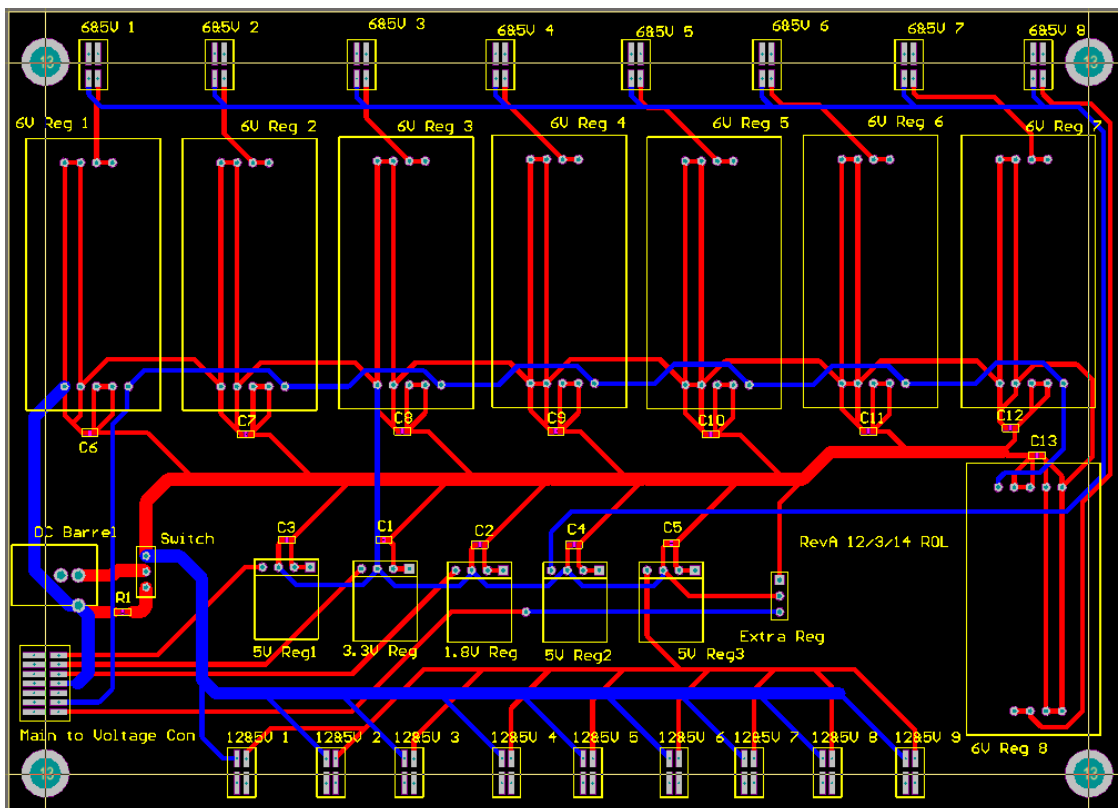 6&5V 1
6&5V 2
6&5V 3
6&5V 4
6&5V 5
6&5V 6
6&5V 7
6&5V 8
13
13
6V Reg 1
6V Reg 2
6V Reg 3
6V Reg 4
6V Reg 5
6V Reg 6
6V Reg 7
C6
C7
C8
C9
C10
C11
C12
C13
DC Barrel
Switch
C3
C1
C2
C4
C5
RevA 12/3/14 ROL
R1
5V Reg1
3.3V Reg
1.8V Reg
5V Reg2
5V Reg3
Extra Reg
Main to Voltage Con
12&5V 1
12&5V 2
12&5V 3
12&5V 4
12&5V 5
12&5V 6
12&5V 7
12&5V 8
12&5V 9
6V Reg 8
13
13